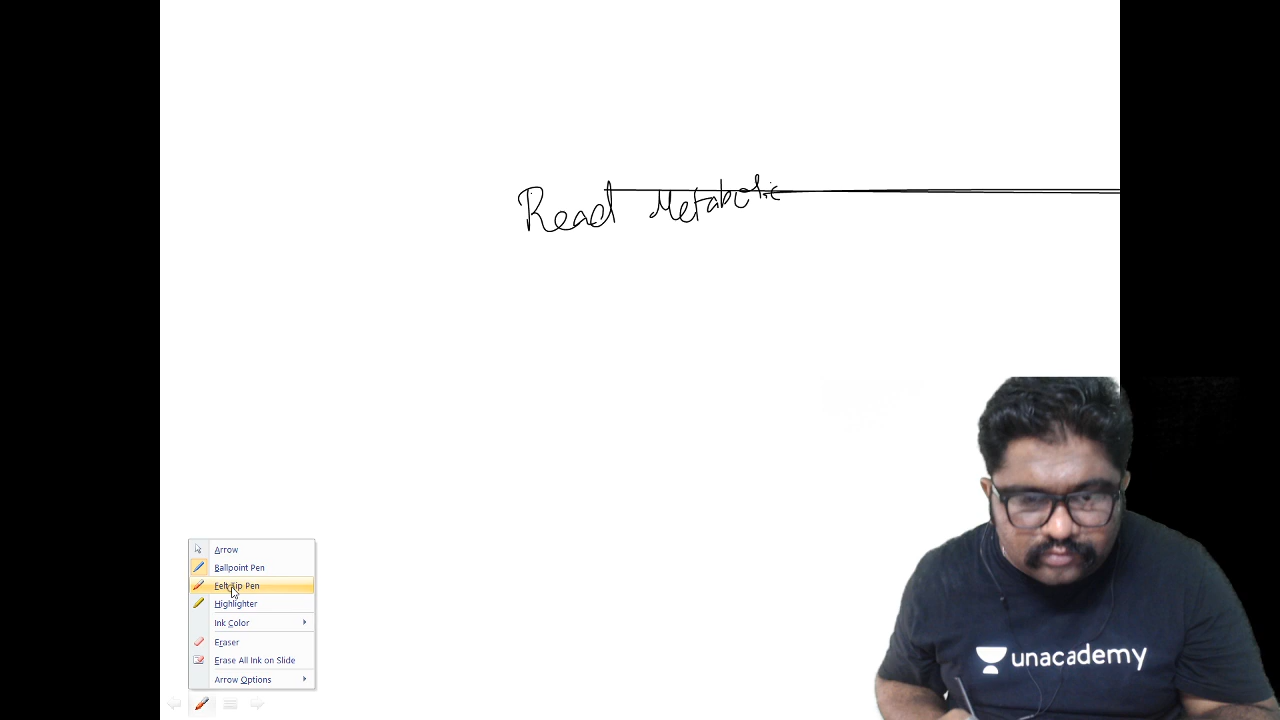 Read Metabolic
Arrow
Ballpoint Pen
Felt Tip Pen
Highlighter
Ink Color
Eraser
Erase All Ink on Slide
Arrow Options
unacademy